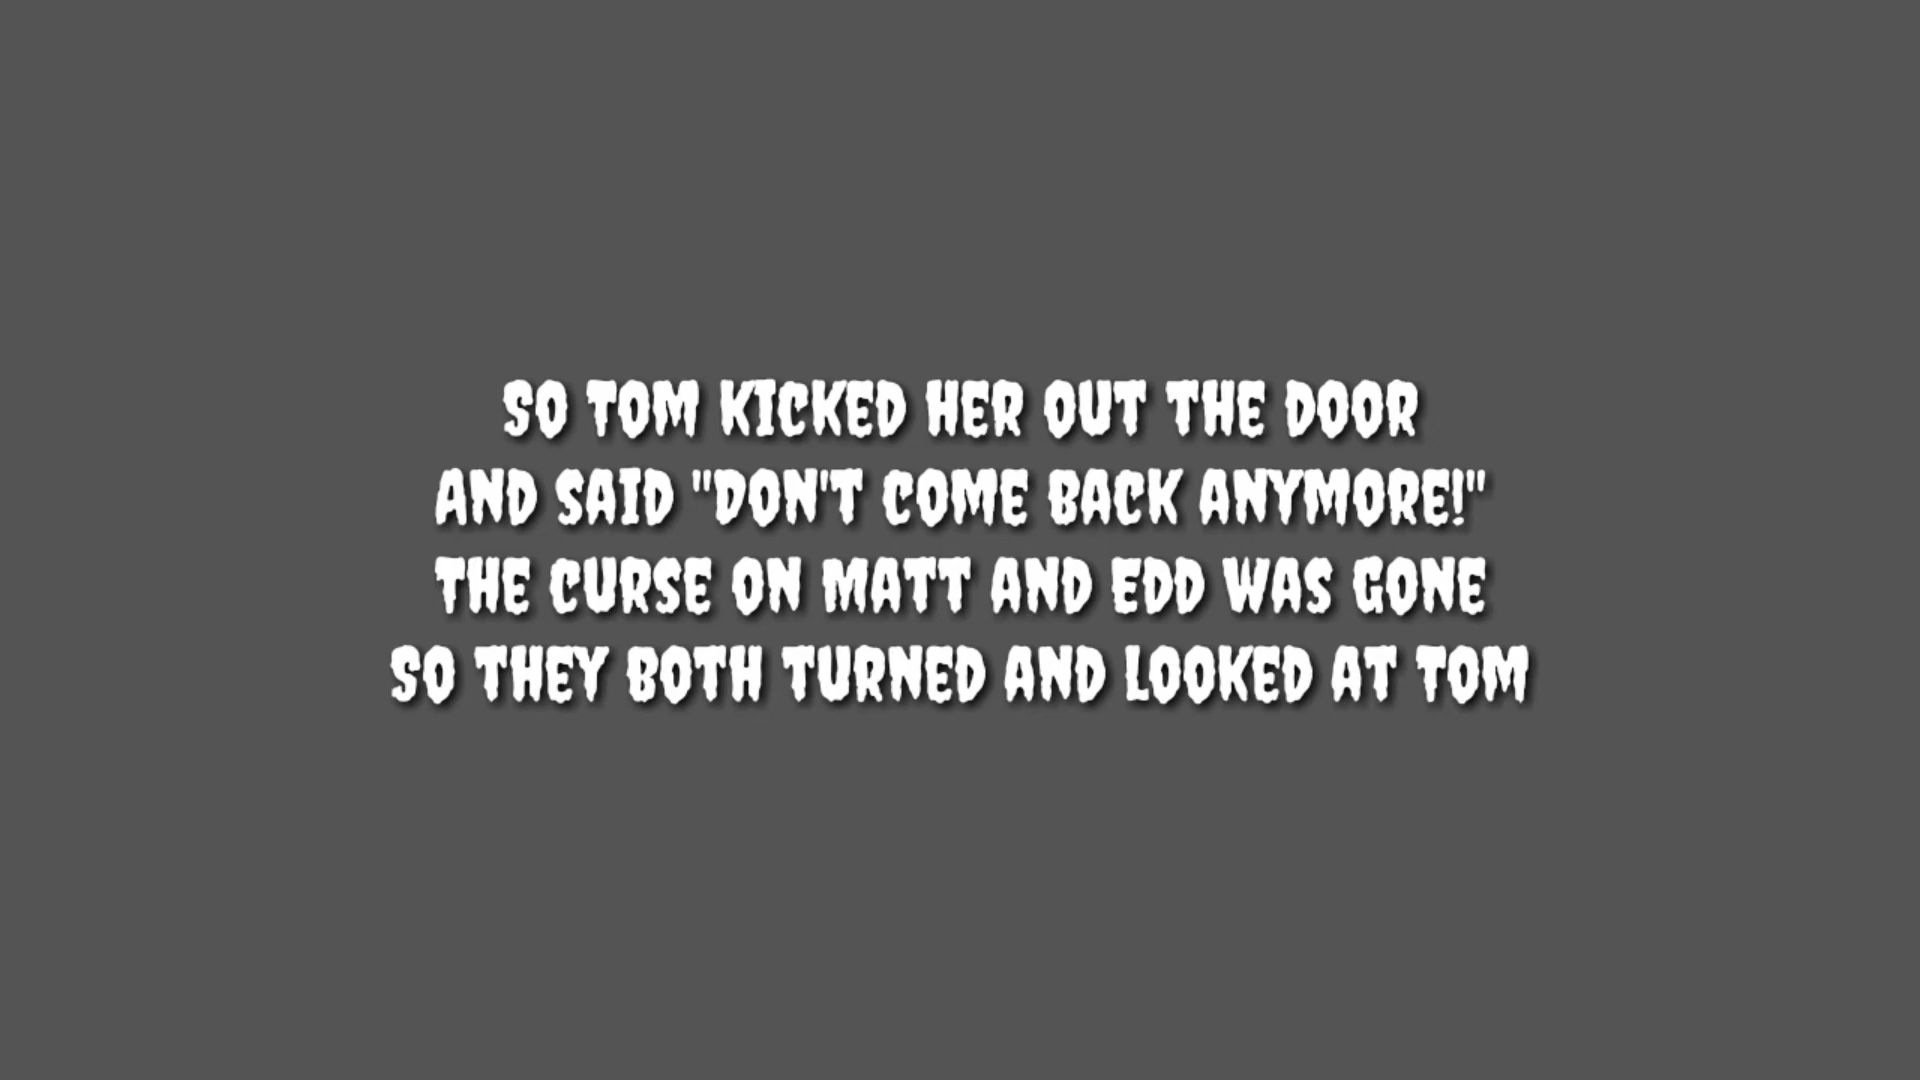 SO TOM KICKED HER OUT THE DOOR
AND SAID "DON'T COME BACK ANYMORE!"
THE CURSE ON MATT AND EDD WAS GONE
SO THEY BOTH TURNED AND LOOKED AT TOM